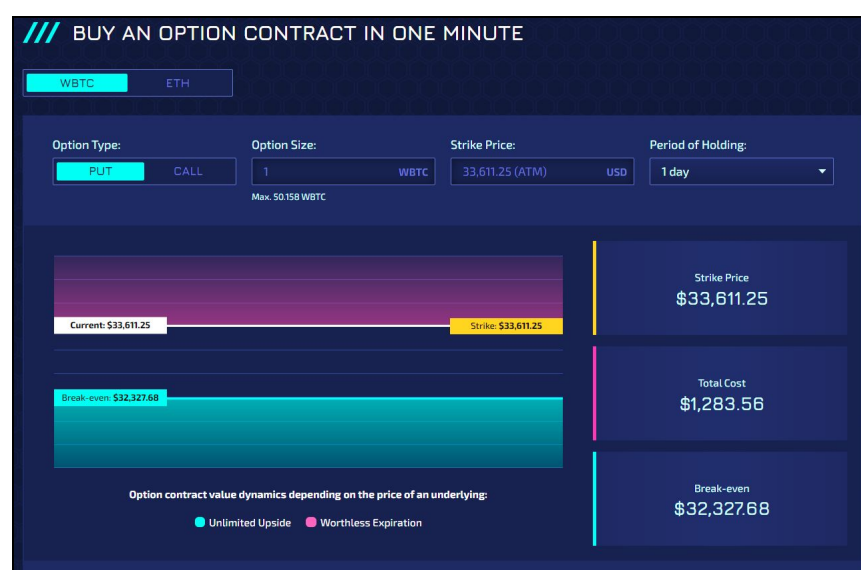 /// BUY AN OPTION CONTRACT IN ONE MINUTE
WBTC ETH
Option Type: Option Size: Strike Price: Period of Holding:
PUT CALL 1 WBTC 33,611.25 (ATM) USD 1 day
Max. 50.158 WBTC
Strike Price
$33,611.25
Current: $33,611.25 Strike: $33,611.25
Total Cost
$1,283.56
Break-even: $32,327.68
Break-even
$32,327.68
Option contract value dynamics depending on the price of an underlying:
Unlimited Upside Worthless Expiration